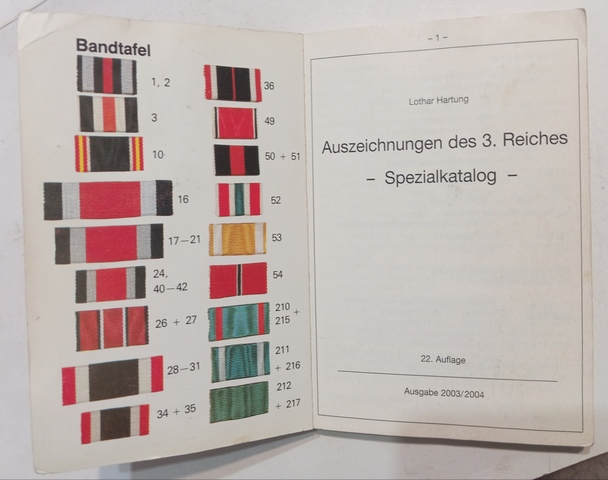 Bandtafel
1, 2
3
10
16
17–21
24,
40–42
26 + 27
28–31
34 + 35
36
49
50 + 51
52
53
54
210 +
215
211
+ 216
212
+ 217
– 1 –
Lothar Hartung
Auszeichnungen des 3. Reiches
– Spezialkatalog –
22. Auflage
Ausgabe 2003/2004